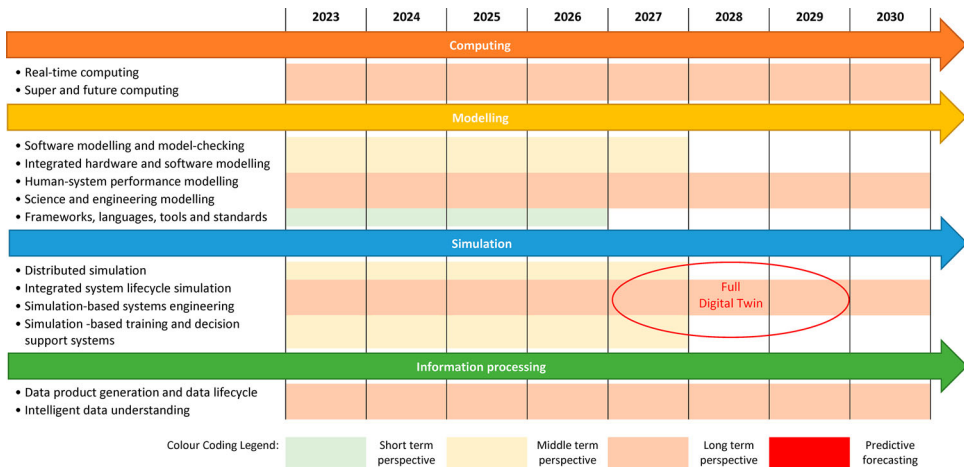 2023 2024 2025 2026 2027 2028 2029 2030
Computing
• Real-time computing
• Super and future computing
Modelling
• Software modelling and model-checking
• Integrated hardware and software modelling
• Human-system performance modelling
• Science and engineering modelling
• Frameworks, languages, tools and standards
Simulation
• Distributed simulation
• Integrated system lifecycle simulation
• Simulation-based systems engineering
• Simulation -based training and decision
support systems
Full
Digital Twin
Information processing
• Data product generation and data lifecycle
• Intelligent data understanding
Colour Coding Legend: Short term Middle term Long term Predictive
perspective perspective perspective forecasting